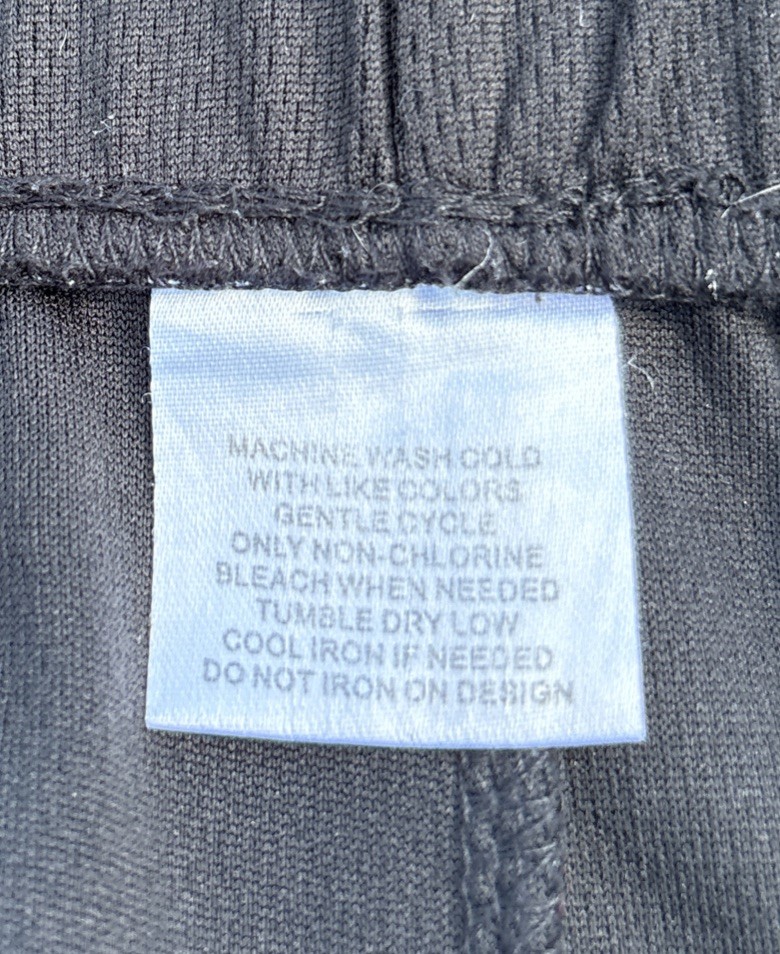 MACHINE WASH COLD
WITH LIKE COLORS
GENTLE CYCLE
ONLY NON-CHLORINE
BLEACH WHEN NEEDED
TUMBLE DRY LOW
COOL IRON IF NEEDED
DO NOT IRON ON DESIGN